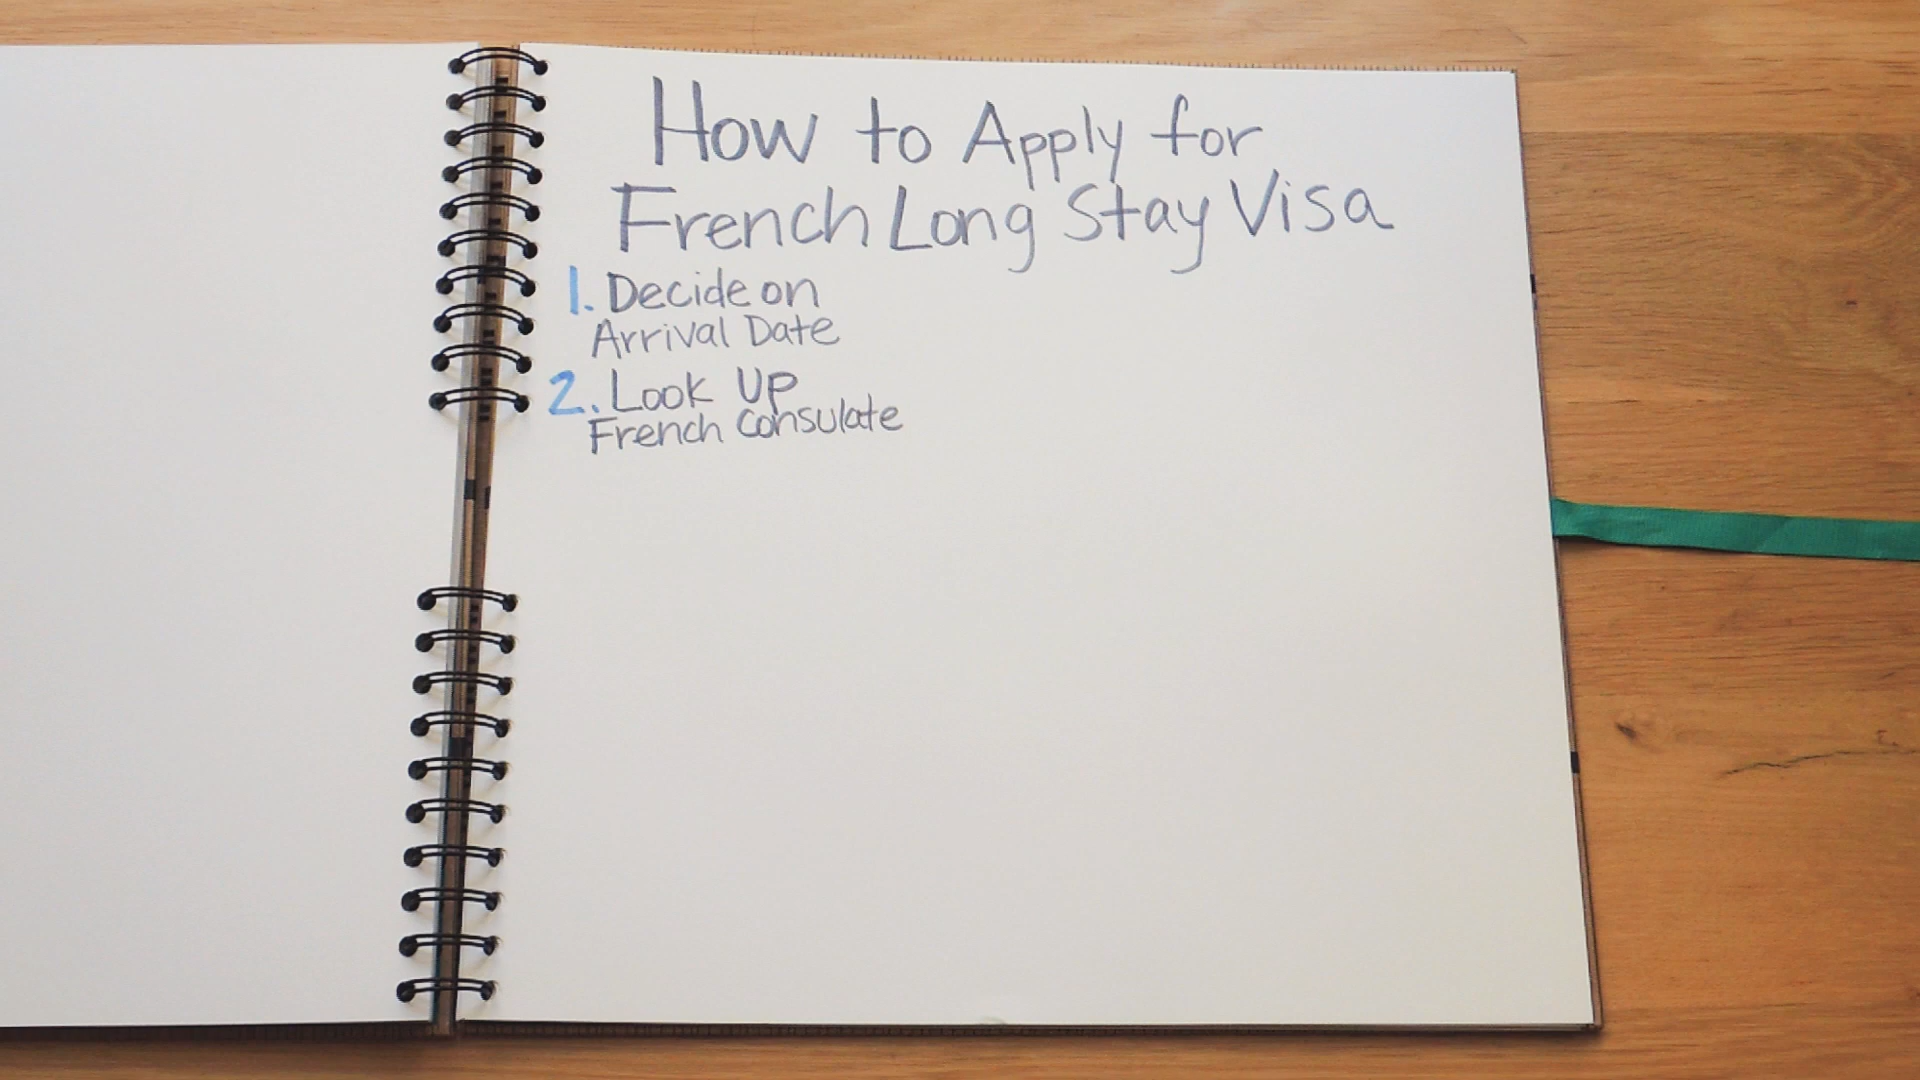 How to Apply for
French Long Stay Visa
1. Decide on
Arrival Date
2. Look Up
French Consulate